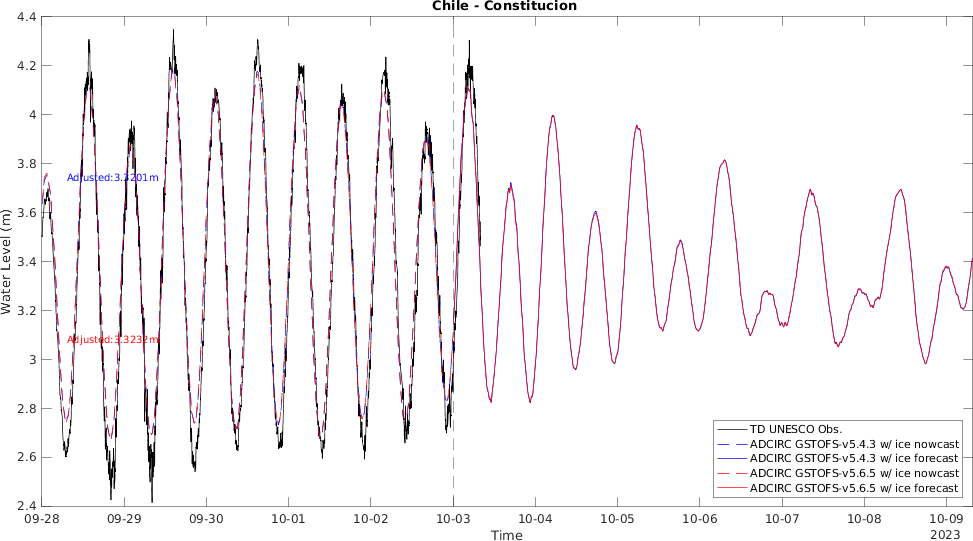 Chile - Constitucion
4.4
4.2
4
3.8
3.6
3.4
3.2
3
2.8
2.6
2.4
Water Level (m)
Adjusted:3.3201m
Adjusted:3.3232m
TD UNESCO Obs.
ADCIRC GSTOFS-v5.4.3 w/ ice nowcast
ADCIRC GSTOFS-v5.4.3 w/ ice forecast
ADCIRC GSTOFS-v5.6.5 w/ ice nowcast
ADCIRC GSTOFS-v5.6.5 w/ ice forecast
09-28 09-29 09-30 10-01 10-02 10-03 10-04 10-05 10-06 10-07 10-08 10-09
Time 2023